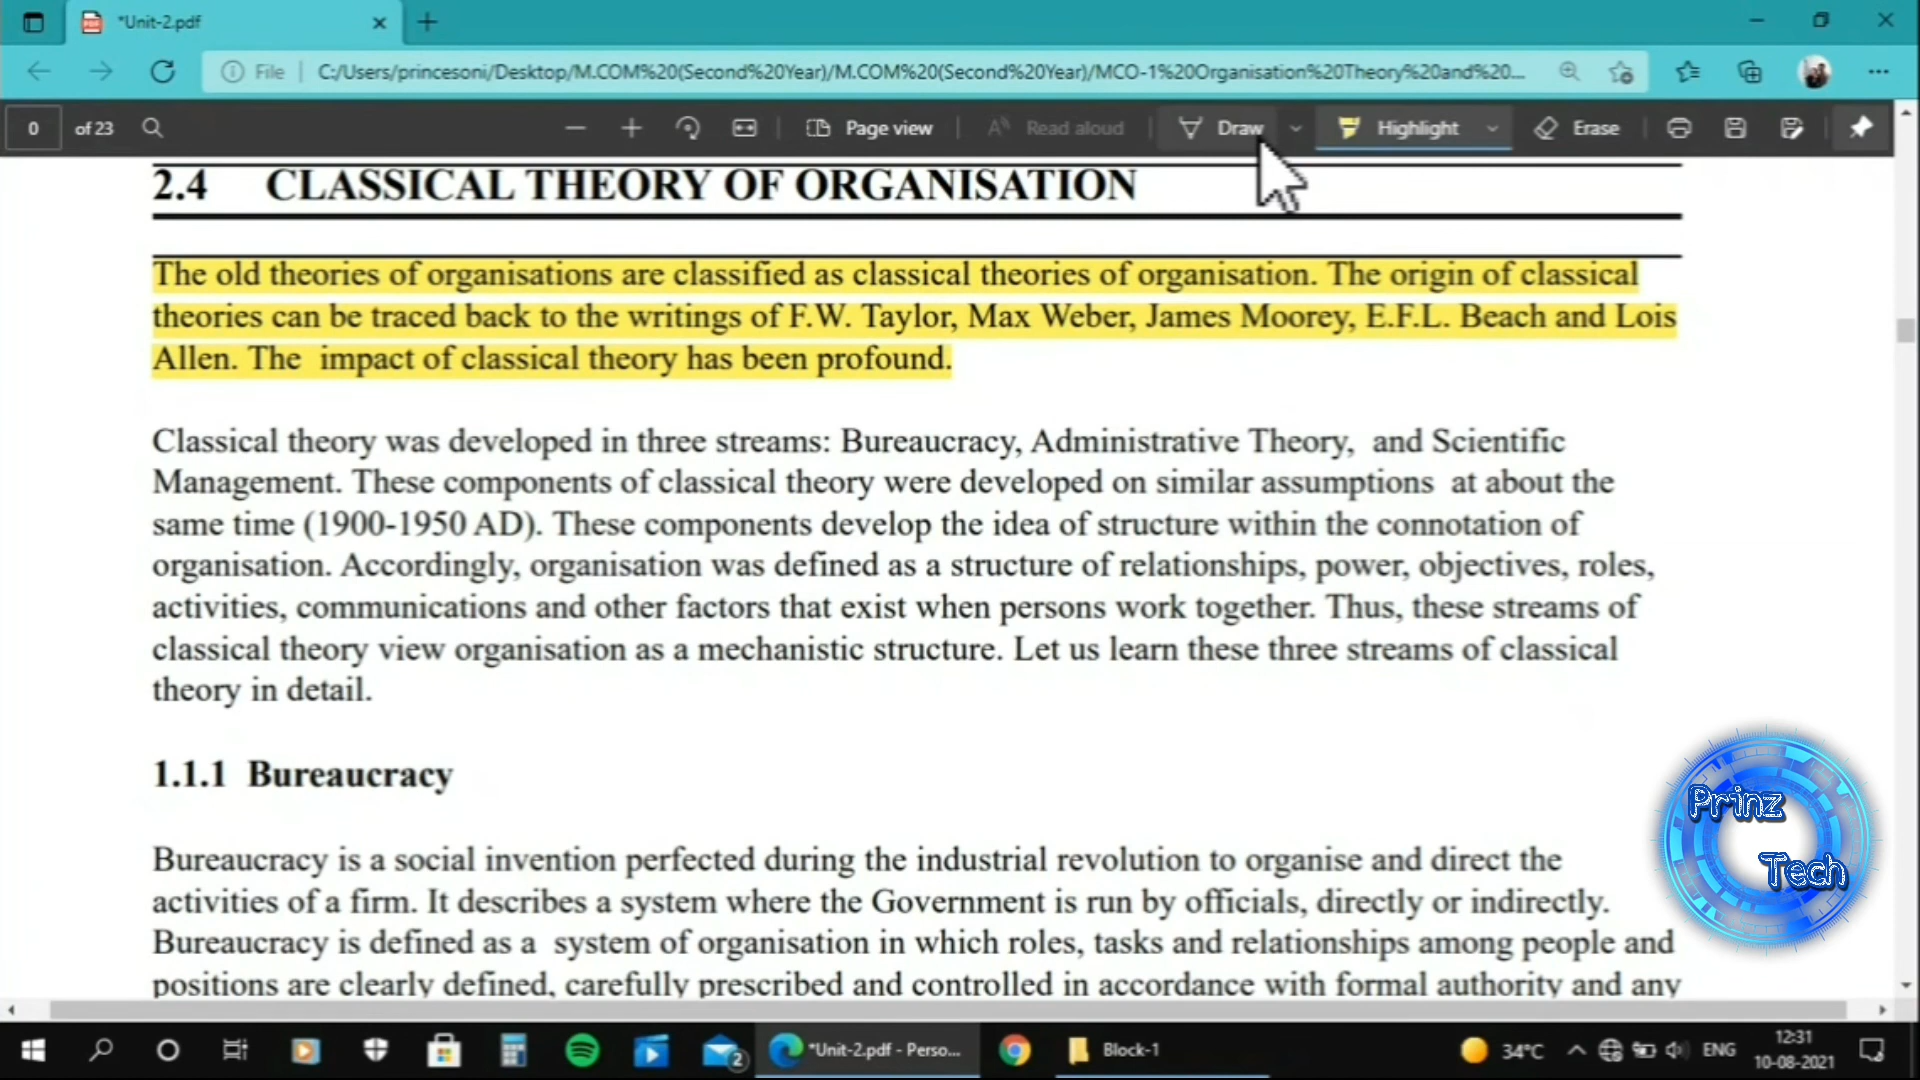 *Unit-2.pdf
File
C:/Users/princesoni/Desktop/M.COM%20(Second%20Year)/M.COM%20(Second%20Year)/MCO-1%20Organisation%20Theory%20and%20...
0 of 23
Page view
Read aloud
Draw
Highlight
Erase
2.4 CLASSICAL THEORY OF ORGANISATION
The old theories of organisations are classified as classical theories of organisation. The origin of classical
theories can be traced back to the writings of F.W. Taylor, Max Weber, James Moorey, E.F.L. Beach and Lois
Allen. The impact of classical theory has been profound.
Classical theory was developed in three streams: Bureaucracy, Administrative Theory, and Scientific
Management. These components of classical theory were developed on similar assumptions at about the
same time (1900-1950 AD). These components develop the idea of structure within the connotation of
organisation. Accordingly, organisation was defined as a structure of relationships, power, objectives, roles,
activities, communications and other factors that exist when persons work together. Thus, these streams of
classical theory view organisation as a mechanistic structure. Let us learn these three streams of classical
theory in detail.
1.1.1 Bureaucracy
Bureaucracy is a social invention perfected during the industrial revolution to organise and direct the
activities of a firm. It describes a system where the Government is run by officials, directly or indirectly.
Bureaucracy is defined as a system of organisation in which roles, tasks and relationships among people and
positions are clearly defined, carefully prescribed and controlled in accordance with formal authority and any
Prinz
Tech
2
*Unit-2.pdf - Perso...
Block-1
34°C
ENG
12:31
10-08-2021